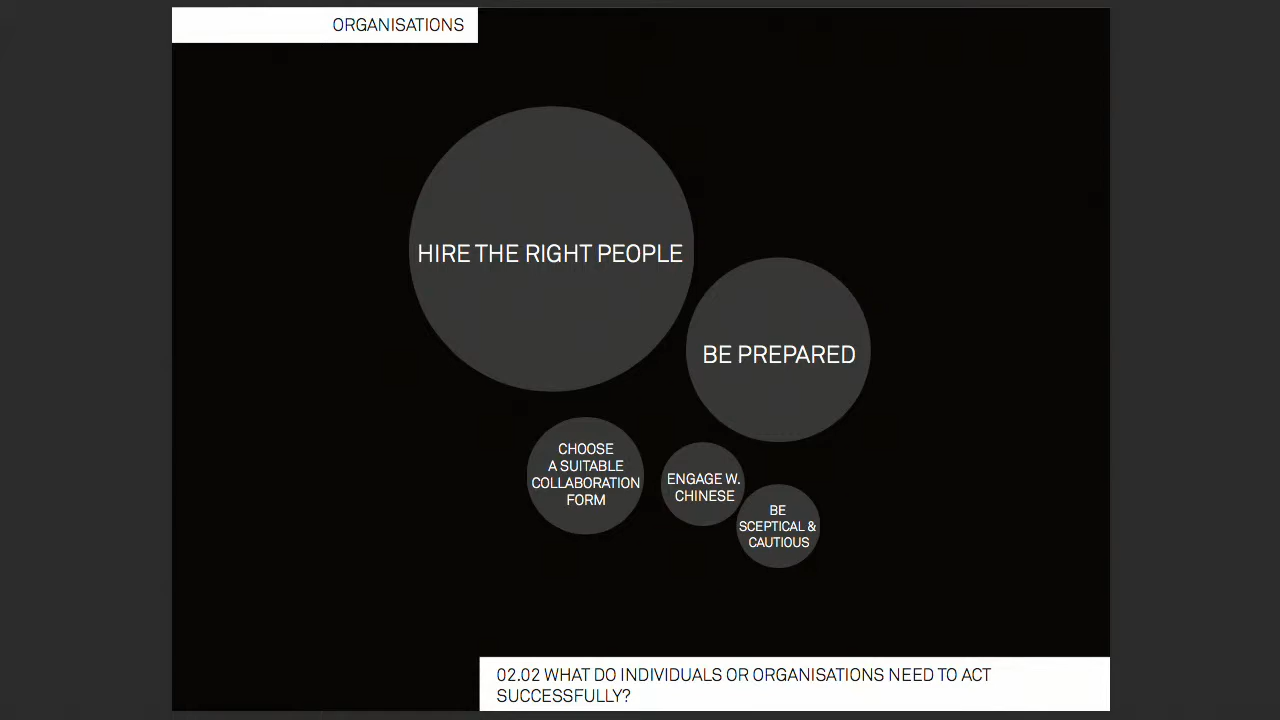 ORGANISATIONS
HIRE THE RIGHT PEOPLE
BE PREPARED
CHOOSE
A SUITABLE
COLLABORATION
FORM
ENGAGE W.
CHINESE
BE
SCEPTICAL &
CAUTIOUS
02.02 WHAT DO INDIVIDUALS OR ORGANISATIONS NEED TO ACT
SUCCESSFULLY?